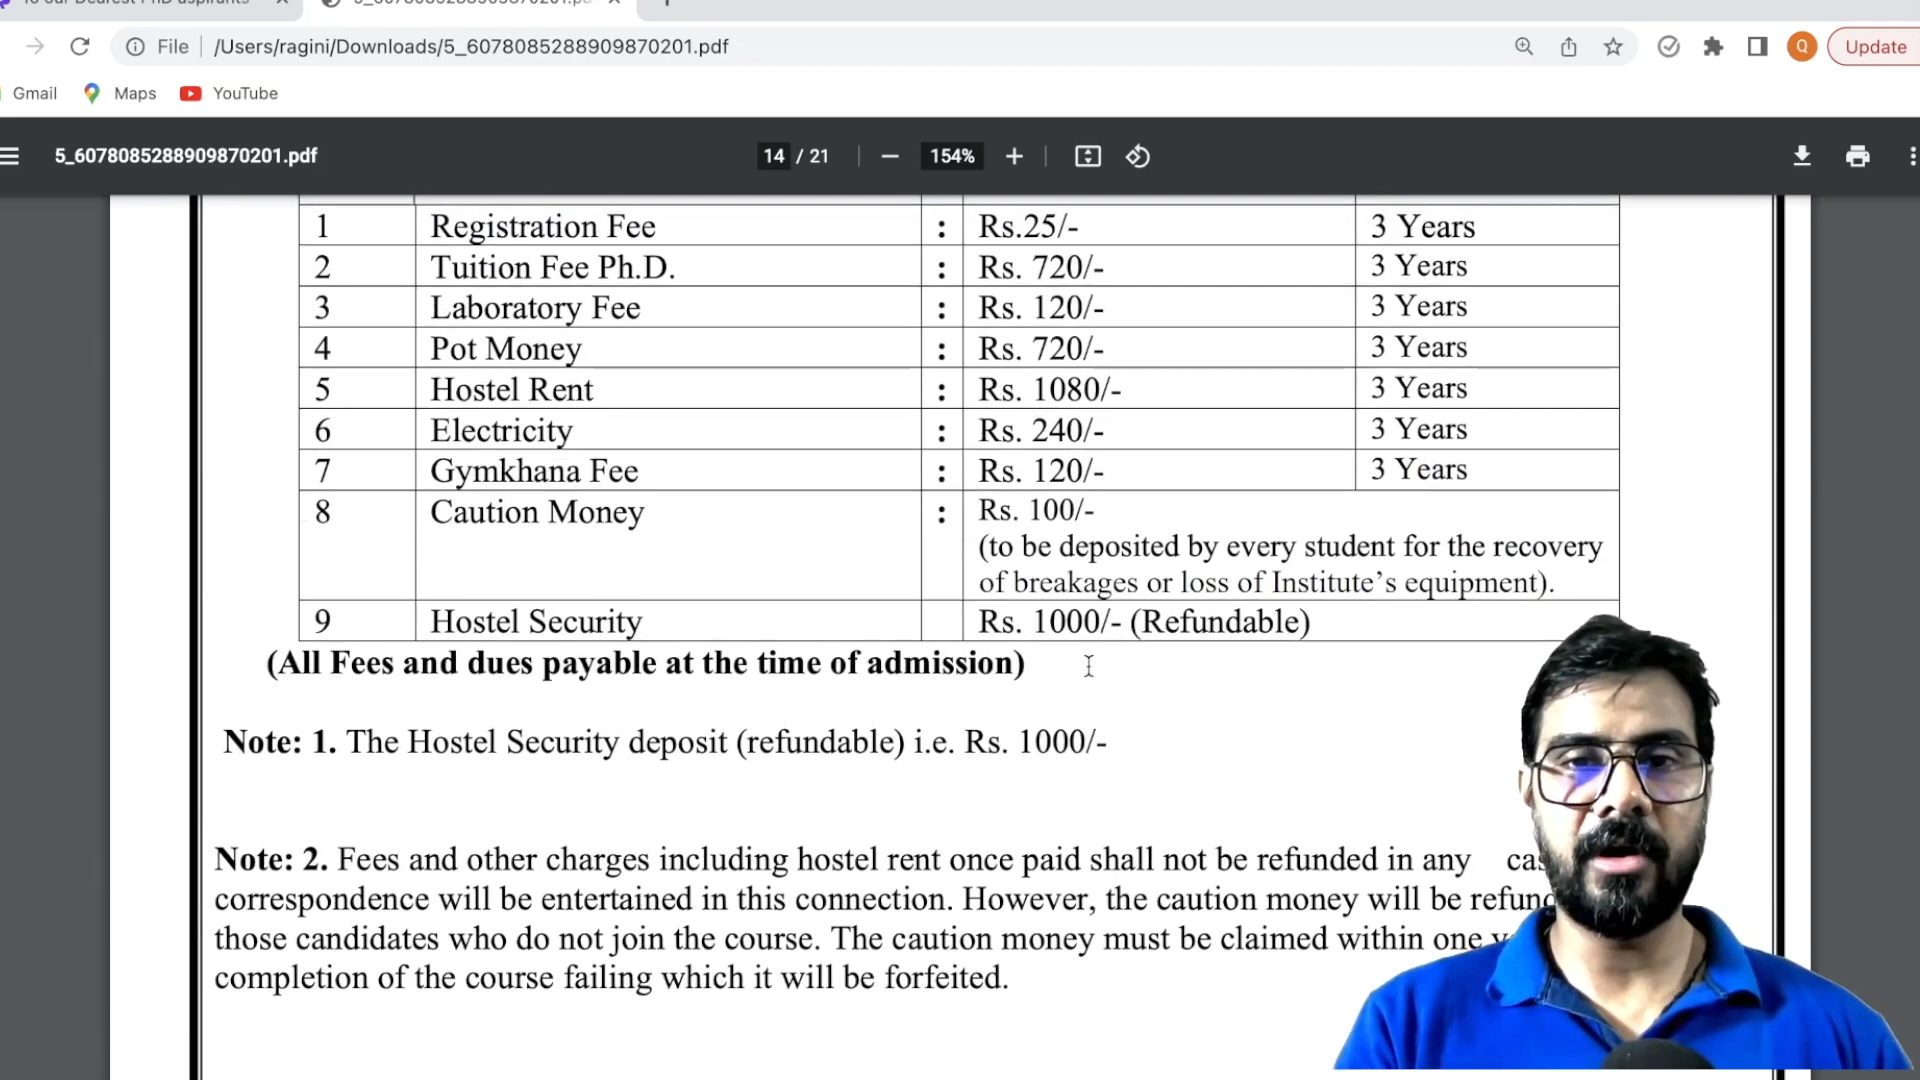 File /Users/ragini/Downloads/5_6078085288909870201.pdf Q Update
Gmail Maps YouTube
5_6078085288909870201.pdf 14 / 21 154%
1 Registration Fee : Rs.25/- 3 Years
2 Tuition Fee Ph.D. : Rs. 720/- 3 Years
3 Laboratory Fee : Rs. 120/- 3 Years
4 Pot Money : Rs. 720/- 3 Years
5 Hostel Rent : Rs. 1080/- 3 Years
6 Electricity : Rs. 240/- 3 Years
7 Gymkhana Fee : Rs. 120/- 3 Years
8 Caution Money : Rs. 100/-
(to be deposited by every student for the recovery
of breakages or loss of Institute's equipment).
9 Hostel Security Rs. 1000/- (Refundable)
(All Fees and dues payable at the time of admission)
Note: 1. The Hostel Security deposit (refundable) i.e. Rs. 1000/-
Note: 2. Fees and other charges including hostel rent once paid shall not be refunded in any
correspondence will be entertained in this connection. However, the caution money will be
those candidates who do not join the course. The caution money must be claimed within one
completion of the course failing which it will be forfeited.